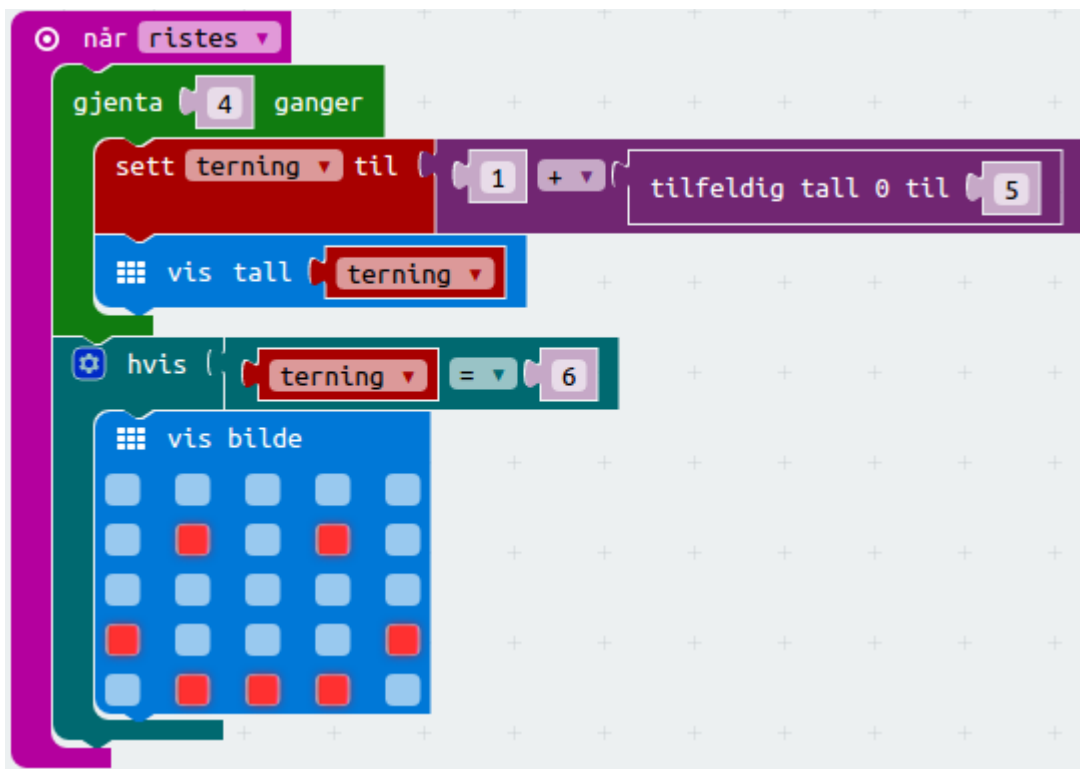 når ristes
gjenta 4 ganger
sett terning til 1 + tilfeldig tall 0 til 5
vis tall terning
hvis terning = 6
vis bilde